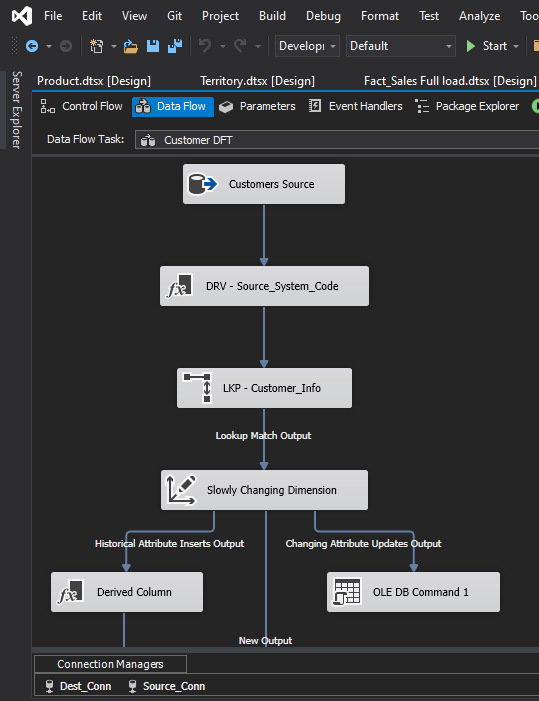 File Edit View Git Project Build Debug Format Test Analyze
Develop Default Start
Product.dtsx [Design] Territory.dtsx [Design] Fact_Sales Full load.dtsx [Design]
Server Explorer
Control Flow Data Flow Parameters Event Handlers Package Explorer
Data Flow Task: Customer DFT
Customers Source
fx DRV - Source_System_Code
LKP - Customer_Info
Lookup Match Output
Slowly Changing Dimension
Historical Attribute Inserts Output Changing Attribute Updates Output
fx Derived Column OLE DB Command 1
New Output
Connection Managers
Dest_Conn Source_Conn